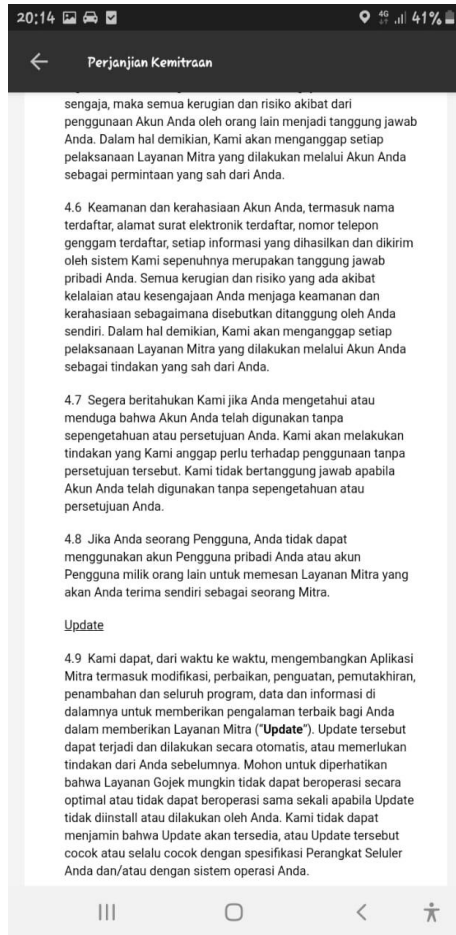 20:14
4G
41%
Perjanjian Kemitraan
sengaja, maka semua kerugian dan risiko akibat dari
penggunaan Akun Anda oleh orang lain menjadi tanggung jawab
Anda. Dalam hal demikian, Kami akan menganggap setiap
pelaksanaan Layanan Mitra yang dilakukan melalui Akun Anda
sebagai permintaan yang sah dari Anda.
4.6 Keamanan dan kerahasiaan Akun Anda, termasuk nama
terdaftar, alamat surat elektronik terdaftar, nomor telepon
genggam terdaftar, setiap informasi yang dihasilkan dan dikirim
oleh sistem Kami sepenuhnya merupakan tanggung jawab
pribadi Anda. Semua kerugian dan risiko yang ada akibat
kelalaian atau kesengajaan Anda menjaga keamanan dan
kerahasiaan sebagaimana disebutkan ditanggung oleh Anda
sendiri. Dalam hal demikian, Kami akan menganggap setiap
pelaksanaan Layanan Mitra yang dilakukan melalui Akun Anda
sebagai tindakan yang sah dari Anda.
4.7 Segera beritahukan Kami jika Anda mengetahui atau
menduga bahwa Akun Anda telah digunakan tanpa
sepengetahuan atau persetujuan Anda. Kami akan melakukan
tindakan yang Kami anggap perlu terhadap penggunaan tanpa
persetujuan tersebut. Kami tidak bertanggung jawab apabila
Akun Anda telah digunakan tanpa sepengetahuan atau
persetujuan Anda.
4.8 Jika Anda seorang Pengguna, Anda tidak dapat
menggunakan akun Pengguna pribadi Anda atau akun
Pengguna milik orang lain untuk memesan Layanan Mitra yang
akan Anda terima sendiri sebagai seorang Mitra.
Update
4.9 Kami dapat, dari waktu ke waktu, mengembangkan Aplikasi
Mitra termasuk modifikasi, perbaikan, penguatan, pemutakhiran,
penambahan dan seluruh program, data dan informasi di
dalamnya untuk memberikan pengalaman terbaik bagi Anda
dalam memberikan Layanan Mitra ("Update"). Update tersebut
dapat terjadi dan dilakukan secara otomatis, atau memerlukan
tindakan dari Anda sebelumnya. Mohon untuk diperhatikan
bahwa Layanan Gojek mungkin tidak dapat beroperasi secara
optimal atau tidak dapat beroperasi sama sekali apabila Update
tidak diinstall atau dilakukan oleh Anda. Kami tidak dapat
menjamin bahwa Update akan tersedia, atau Update tersebut
cocok atau selalu cocok dengan spesifikasi Perangkat Seluler
Anda dan/atau dengan sistem operasi Anda.